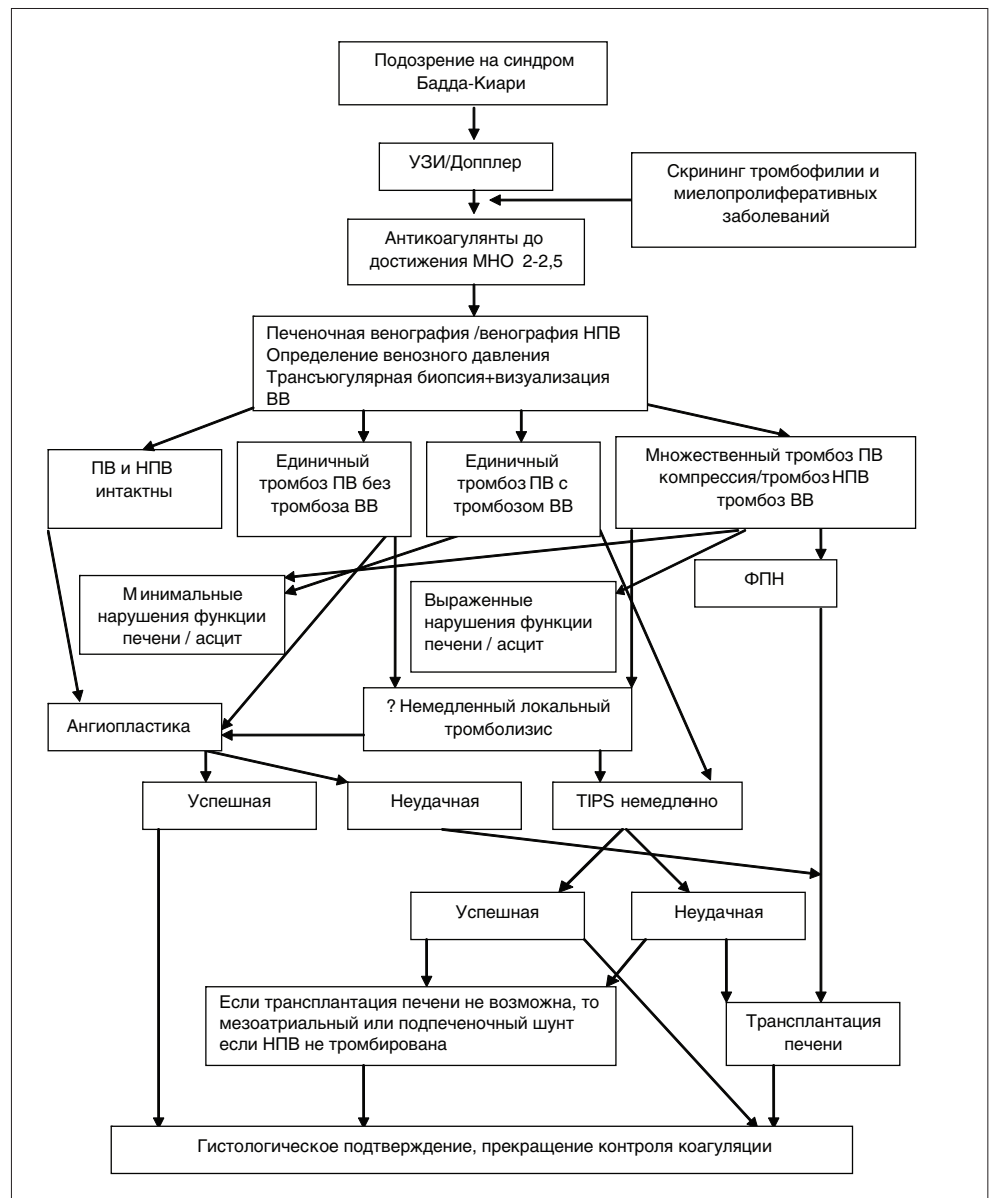 Подозрение на синдром
Бадда-Киари
УЗИ/Допплер
Скрининг тромбофилии и
миелопролиферативных
заболеваний
Антикоагулянты до
достижения МНО 2-2,5
Печеночная венография /венография НПВ
Определение венозного давления
Трансъюгулярная биопсия+визуализация
ВВ
ПВ и НПВ
интактны
Единичный
тромбоз ПВ без
тромбоза ВВ
Единичный
тромбоз ПВ с
тромбозом ВВ
Множественный тромбоз ПВ
компрессия/тромбоз НПВ
тромбоз ВВ
ФПН
Минимальные
нарушения функции
печени / асцит
Выраженные
нарушения функции
печени / асцит
Ангиопластика
? Немедленный локальный
тромболизис
Успешная
Неудачная
TIPS немедленно
Успешная
Неудачная
Если трансплантация печени не возможна, то
мезоатриальный или подпеченочный шунт
если НПВ не тромбирована
Трансплантация
печени
Гистологическое подтверждение, прекращение контроля коагуляции